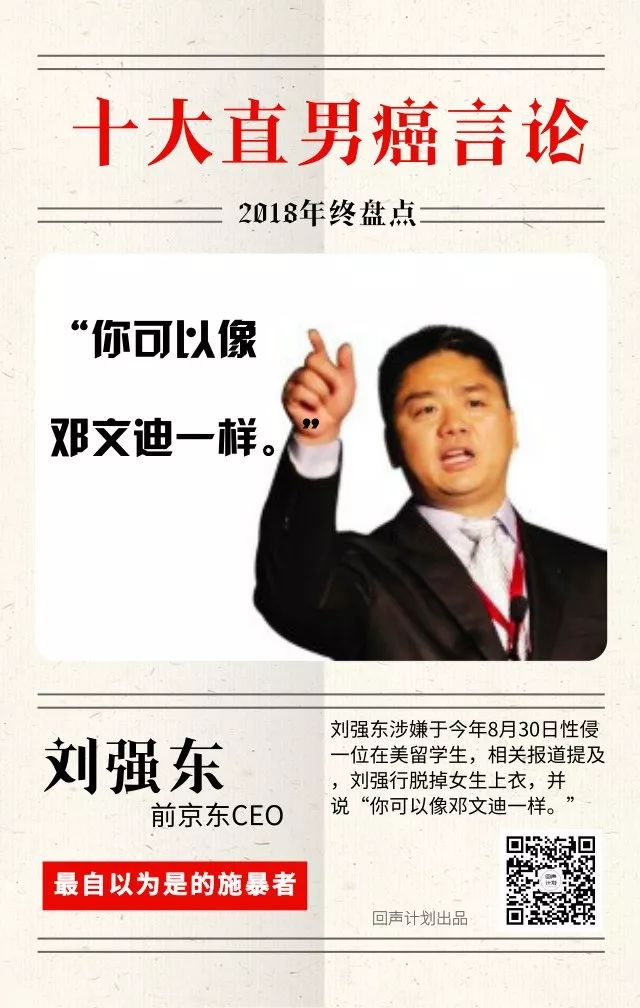 十大直男癌言论
2018年终盘点
“你可以像
邓文迪一样。”
刘强东
前京东CEO
最自以为是的施暴者
刘强东涉嫌于今年8月30日性侵
一位在美留学生，相关报道提及
，刘强行脱掉女生上衣，并
说“你可以像邓文迪一样。”
回声
计划
回声计划出品